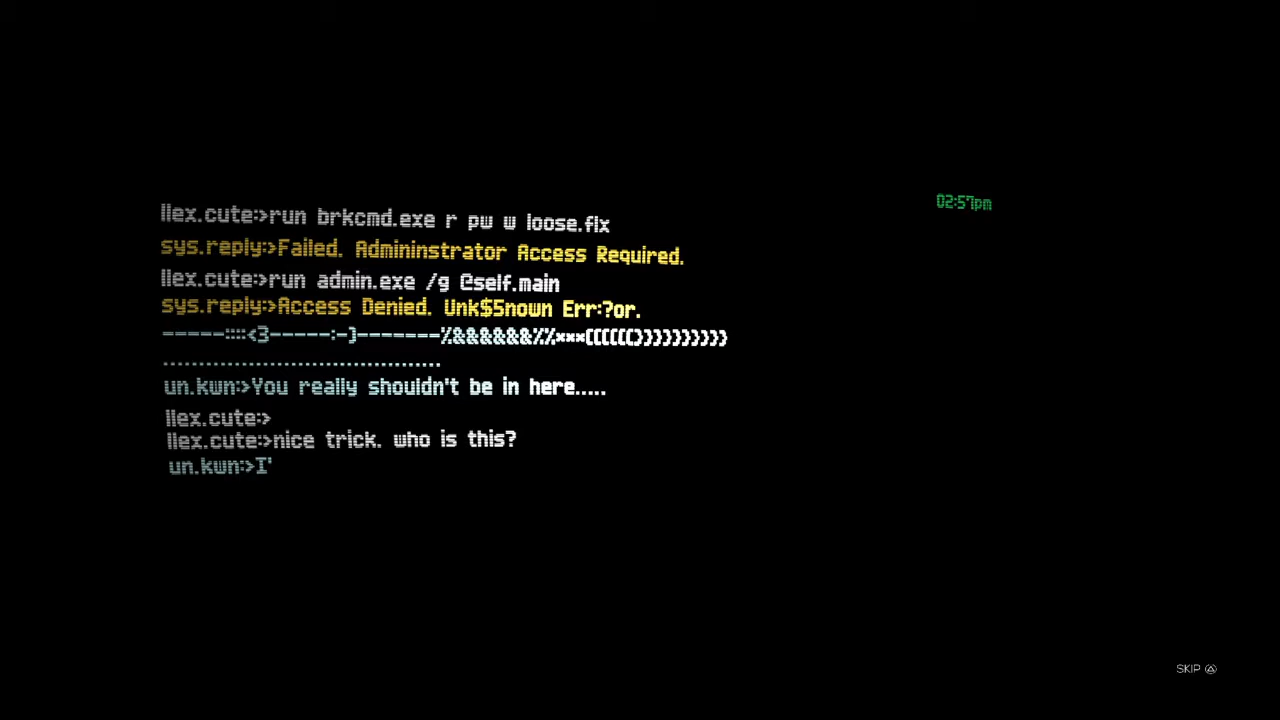 llex.cute:>run brkcmd.exe r pw w loose.fix
02:57pm
sys.reply:>Failed. Admininstrator Access Required.
llex.cute:>run admin.exe /g @self.main
sys.reply:>Access Denied. Unk$5nown Err:?or.
-----::::<3-----:-)-------%&&&&&&&%%***(((((())))))))))
......................................
un.kwn:>You really shouldn't be in here.....
llex.cute:>
llex.cute:>nice trick. who is this?
un.kwn:>I'
SKIP